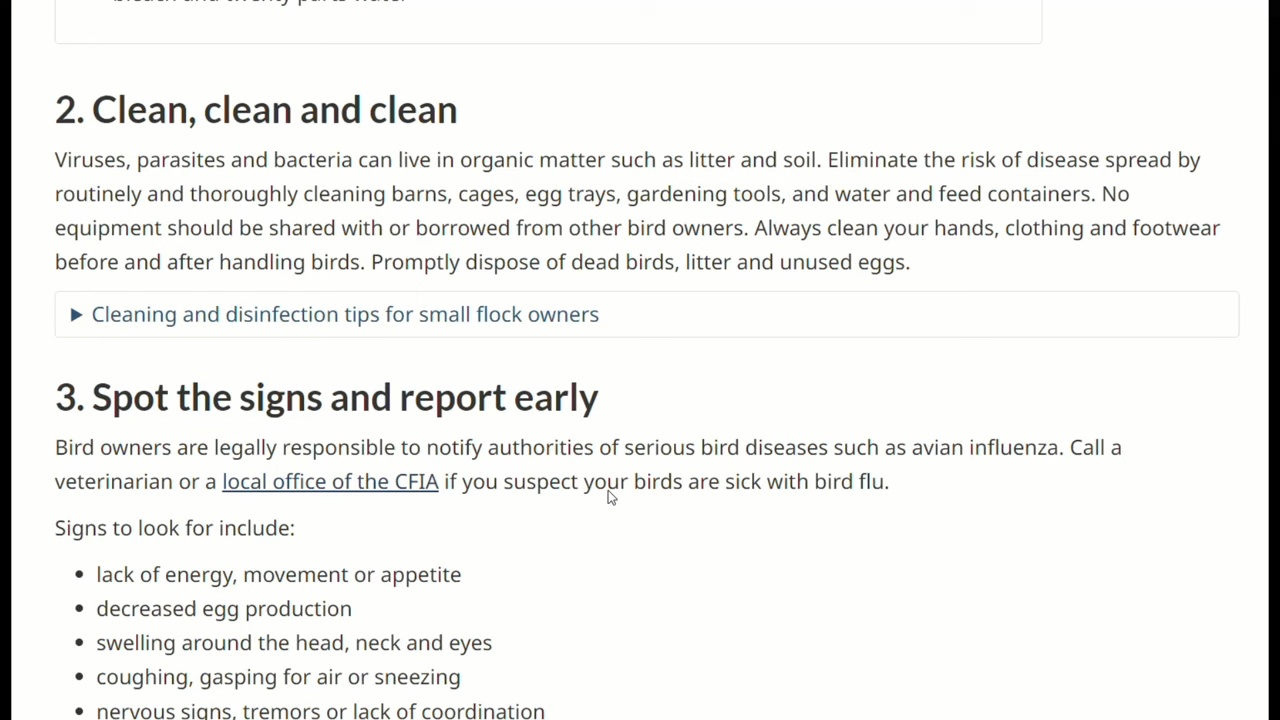 bleach and twenty parts water
2. Clean, clean and clean
Viruses, parasites and bacteria can live in organic matter such as litter and soil. Eliminate the risk of disease spread by
routinely and thoroughly cleaning barns, cages, egg trays, gardening tools, and water and feed containers. No
equipment should be shared with or borrowed from other bird owners. Always clean your hands, clothing and footwear
before and after handling birds. Promptly dispose of dead birds, litter and unused eggs.
Cleaning and disinfection tips for small flock owners
3. Spot the signs and report early
Bird owners are legally responsible to notify authorities of serious bird diseases such as avian influenza. Call a
veterinarian or a local office of the CFIA if you suspect your birds are sick with bird flu.
Signs to look for include:
• lack of energy, movement or appetite
• decreased egg production
• swelling around the head, neck and eyes
• coughing, gasping for air or sneezing
• nervous signs, tremors or lack of coordination